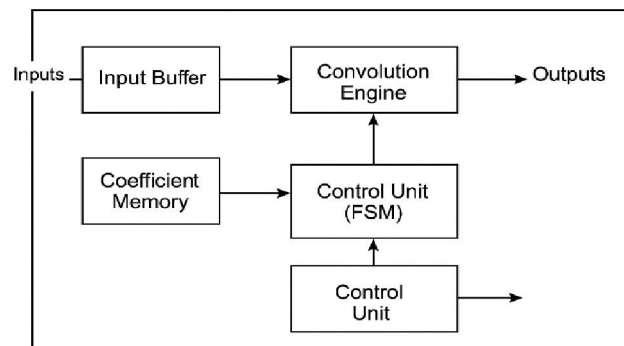 Inputs
Input Buffer
Convolution
Engine
Outputs
Coefficient
Memory
Control Unit
(FSM)
Control
Unit